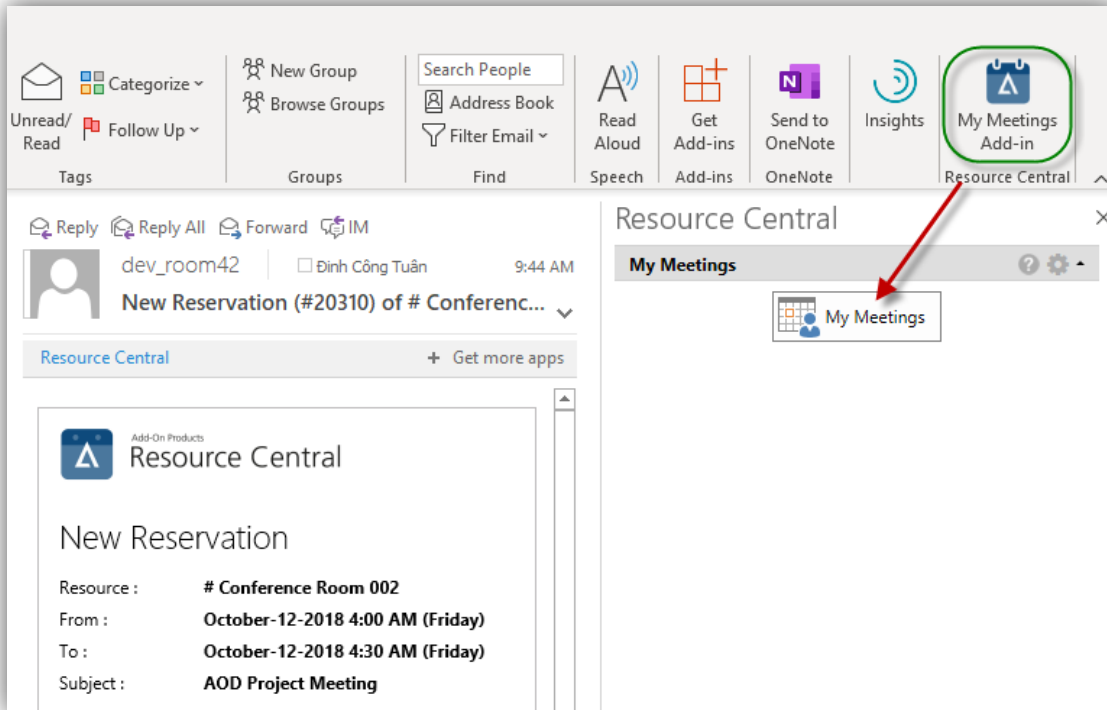 Unread/
Read
Categorize
Follow Up
Tags
New Group
Browse Groups
Groups
Search People
Address Book
Filter Email
Find
Read
Aloud
Speech
Get
Add-ins
Add-ins
N
Send to
OneNote
OneNote
Insights
My Meetings
Add-in
Resource Central
Reply Reply All Forward IM
dev_room42 Đinh Công Tuân 9:44 AM
New Reservation (#20310) of # Conferenc...
Resource Central + Get more apps
Add-On Products
Resource Central
New Reservation
Resource : # Conference Room 002
From : October-12-2018 4:00 AM (Friday)
To : October-12-2018 4:30 AM (Friday)
Subject : AOD Project Meeting
Resource Central
My Meetings
My Meetings